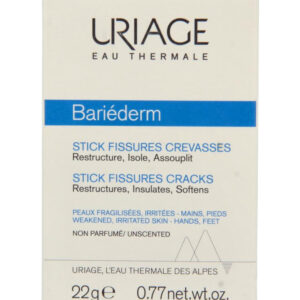 URIAGE
EAU THERMALE
Bariéderm
STICK FISSURES CREVASSES
Restructure, Isole, Assouplit
STICK FISSURES CRACKS
Restructures, Insulates, Softens
PEAUX FRAGILISÉES, IRRITÉES - MAINS, PIEDS
WEAKENED, IRRITATED SKIN - HANDS, FEET
NON PARFUMÉ/ UNSCENTED
URIAGE, L'EAU THERMALE DES ALPES
22g℮ 0.77net.wt.oz.